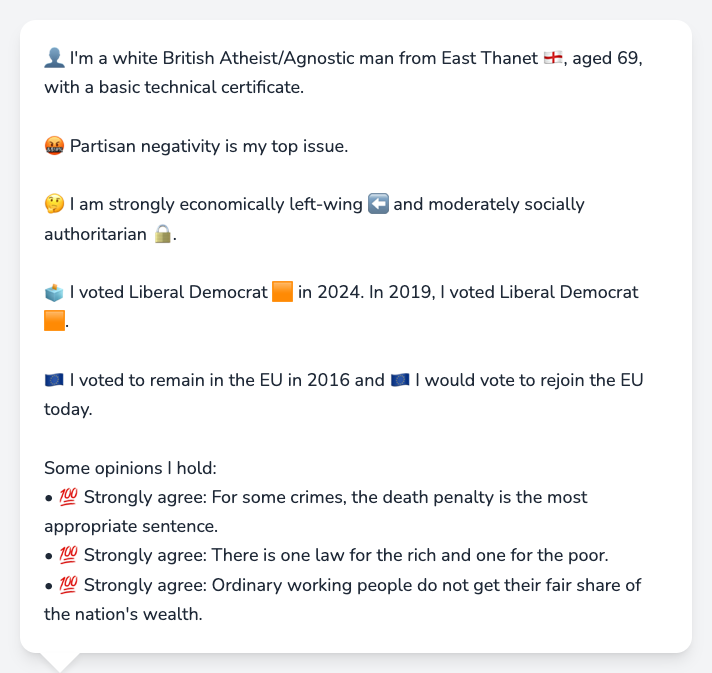 👤 I'm a white British Atheist/Agnostic man from East Thanet 🏴󠁧󠁢󠁥󠁮󠁧󠁿, aged 69,
with a basic technical certificate.
🤬 Partisan negativity is my top issue.
🤔 I am strongly economically left-wing ⬅️ and moderately socially
authoritarian 🔒.
🗳️ I voted Liberal Democrat 🟧 in 2024. In 2019, I voted Liberal Democrat
🟧.
🇪🇺 I voted to remain in the EU in 2016 and 🇪🇺 I would vote to rejoin the EU
today.
Some opinions I hold:
• 💯 Strongly agree: For some crimes, the death penalty is the most
appropriate sentence.
• 💯 Strongly agree: There is one law for the rich and one for the poor.
• 💯 Strongly agree: Ordinary working people do not get their fair share of
the nation's wealth.